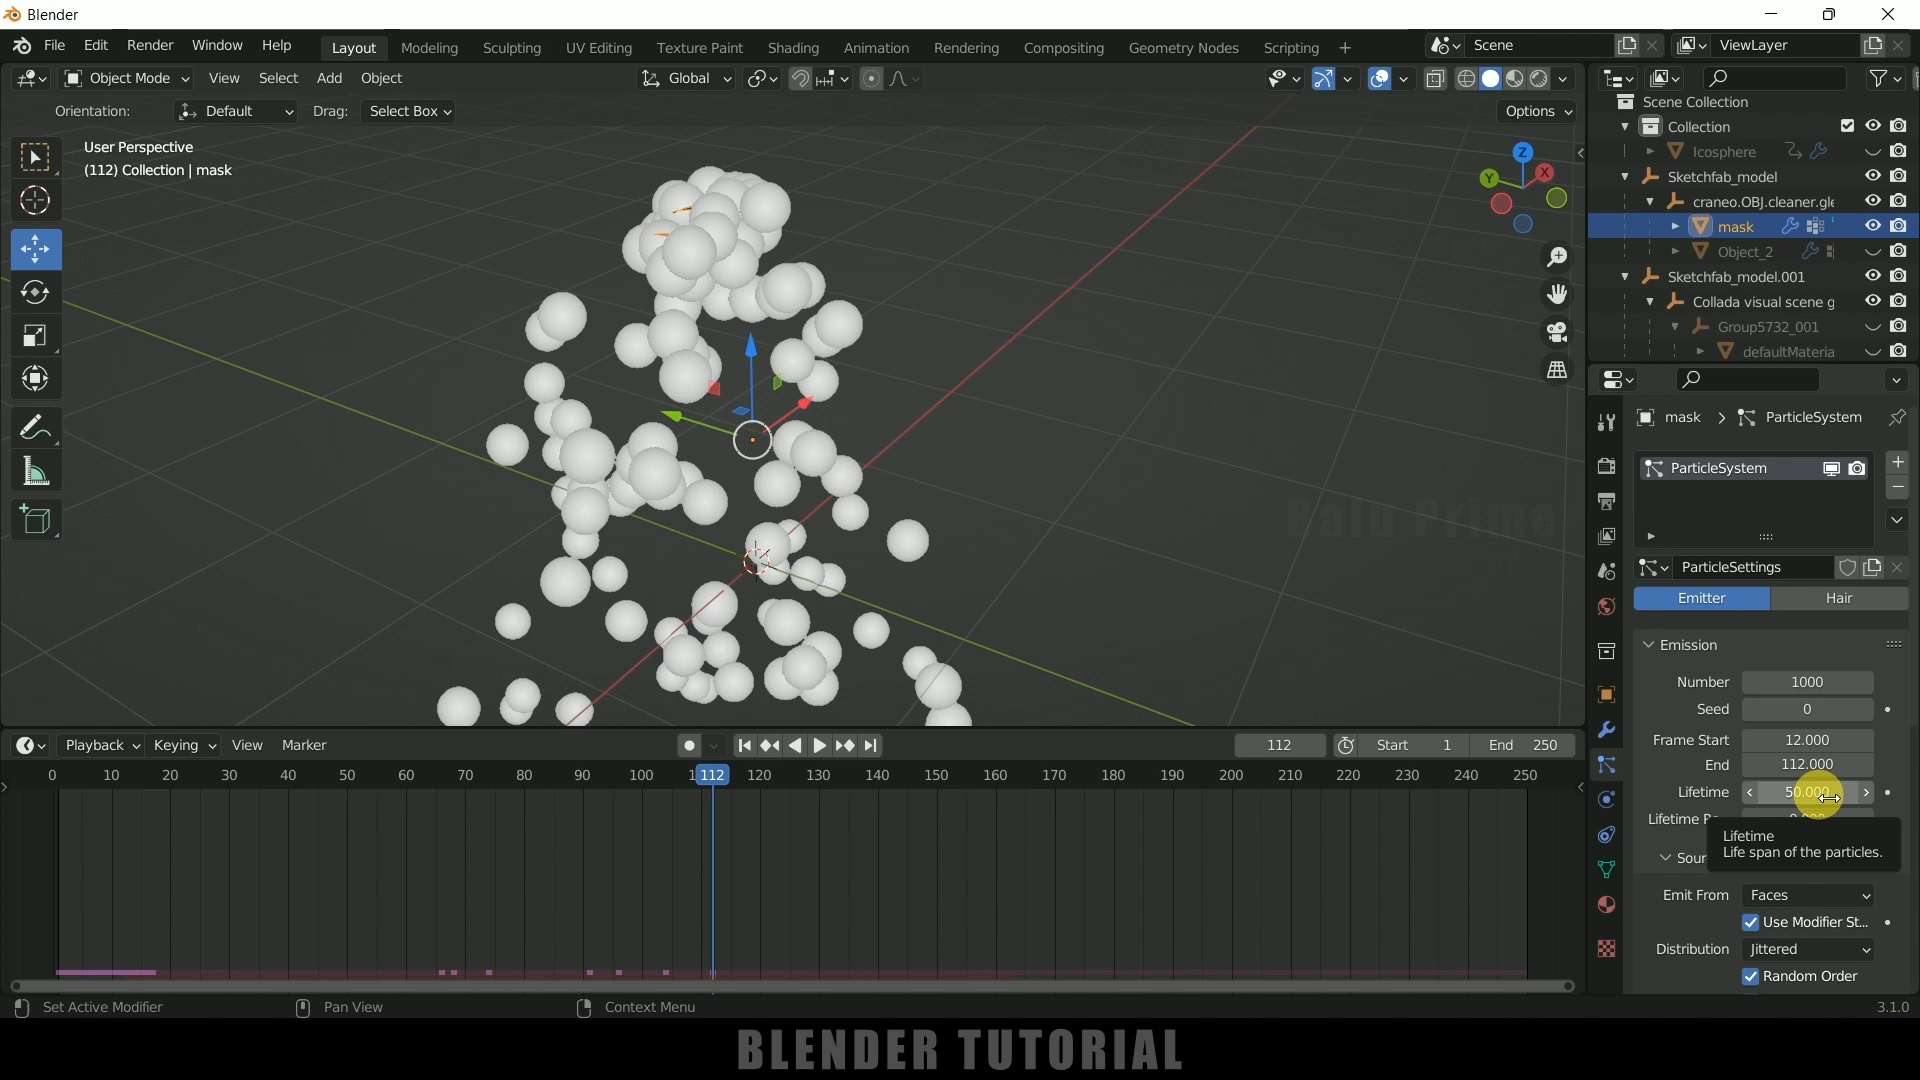 Blender
File Edit Render Window Help Layout Modeling Sculpting UV Editing Texture Paint Shading Animation Rendering Compositing Geometry Nodes Scripting + Scene ViewLayer
Object Mode View Select Add Object Global
Orientation: Default Drag: Select Box Options
User Perspective
(112) Collection | mask
Z
Y
X
Balu Prime
Scene Collection
Collection
Icosphere
Sketchfab_model
craneo.OBJ.cleaner.gle
mask
Object_2
Sketchfab_model.001
Collada visual scene g
Group5732_001
defaultMateria
mask > ParticleSystem
ParticleSystem
ParticleSettings
Emitter Hair
Emission
Number 1000
Seed 0
Frame Start 12.000
End 112.000
Lifetime 50.000
Lifetime
Lifetime
Life span of the particles.
Emit From Faces
Use Modifier St...
Distribution Jittered
Random Order
Playback Keying View Marker 112 Start 1 End 250
0 10 20 30 40 50 60 70 80 90 100 112 120 130 140 150 160 170 180 190 200 210 220 230 240 250
Set Active Modifier Pan View Context Menu 3.1.0
BLENDER TUTORIAL